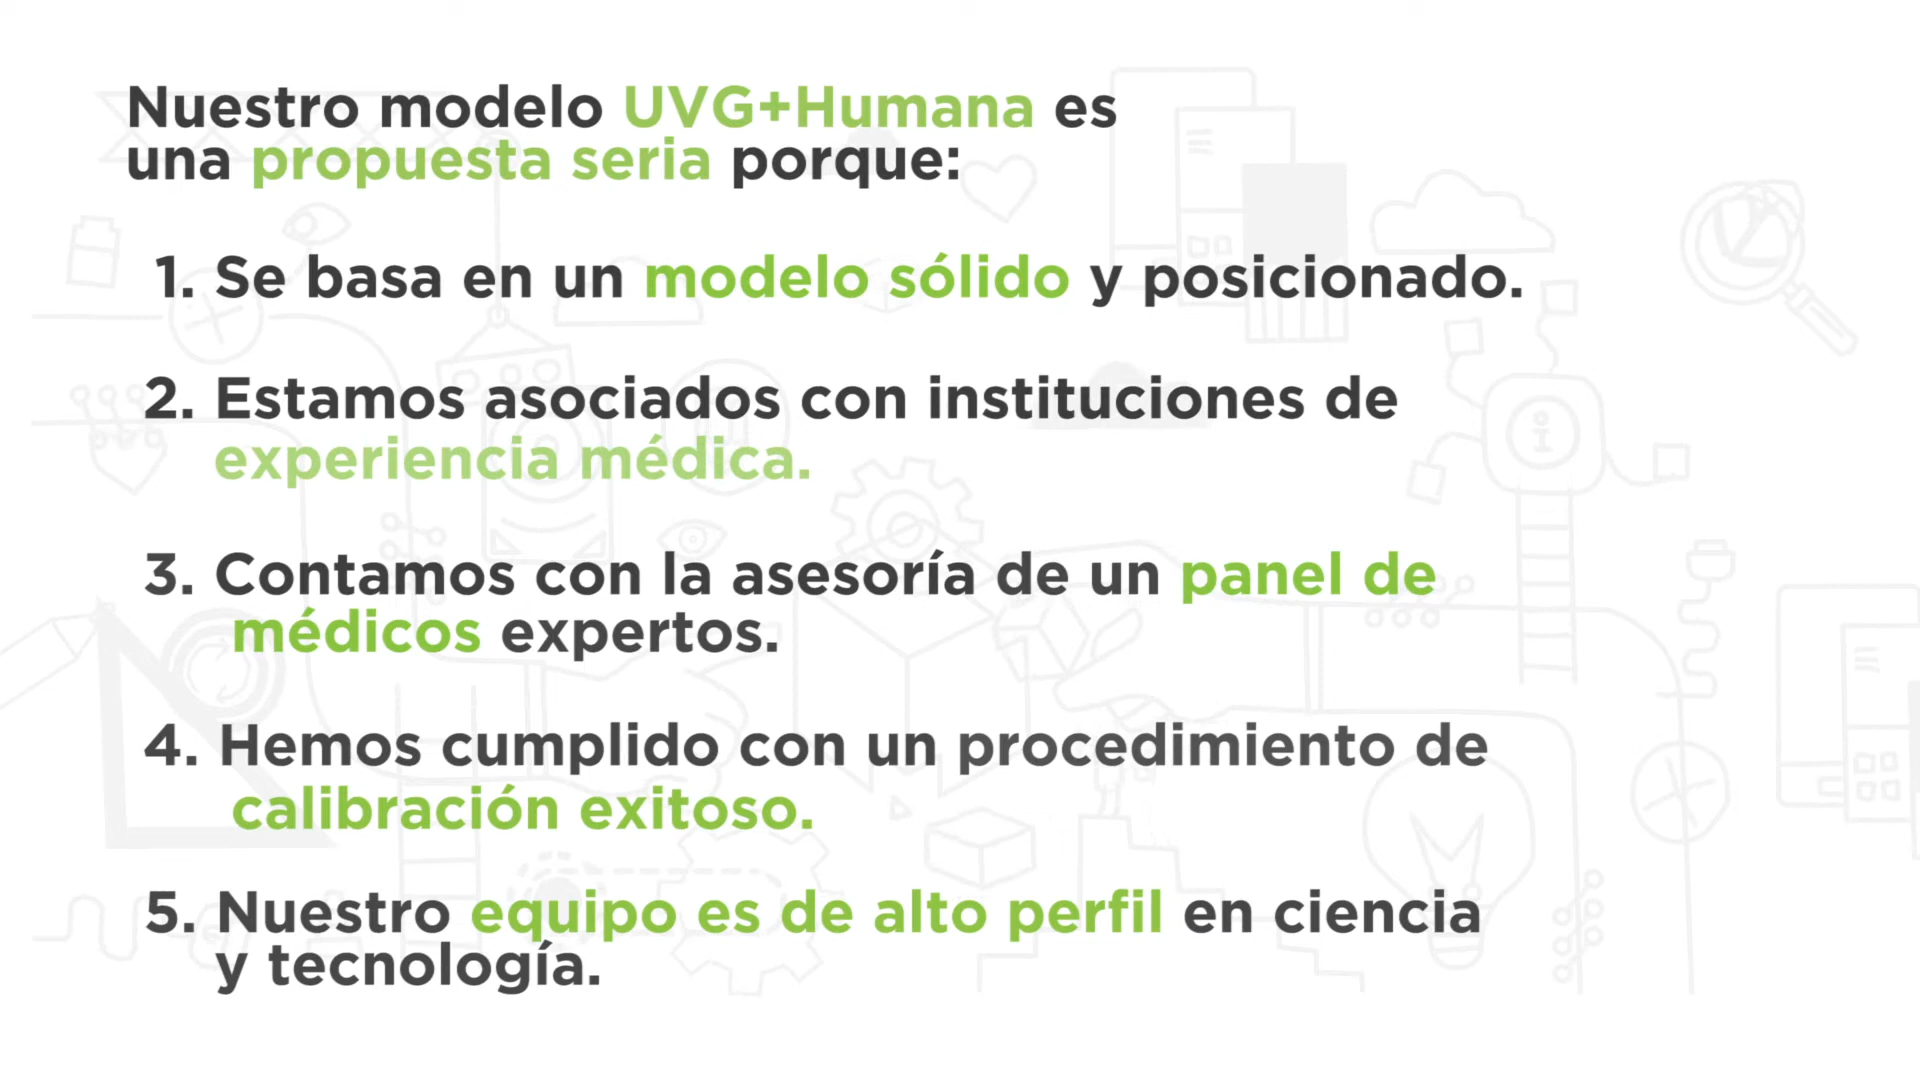 Nuestro modelo UVG+Humana es
una propuesta seria porque:
1. Se basa en un modelo sólido y posicionado.
2. Estamos asociados con instituciones de
experiencia médica.
3. Contamos con la asesoría de un panel de
médicos expertos.
4. Hemos cumplido con un procedimiento de
calibración exitoso.
5. Nuestro equipo es de alto perfil en ciencia
y tecnología.